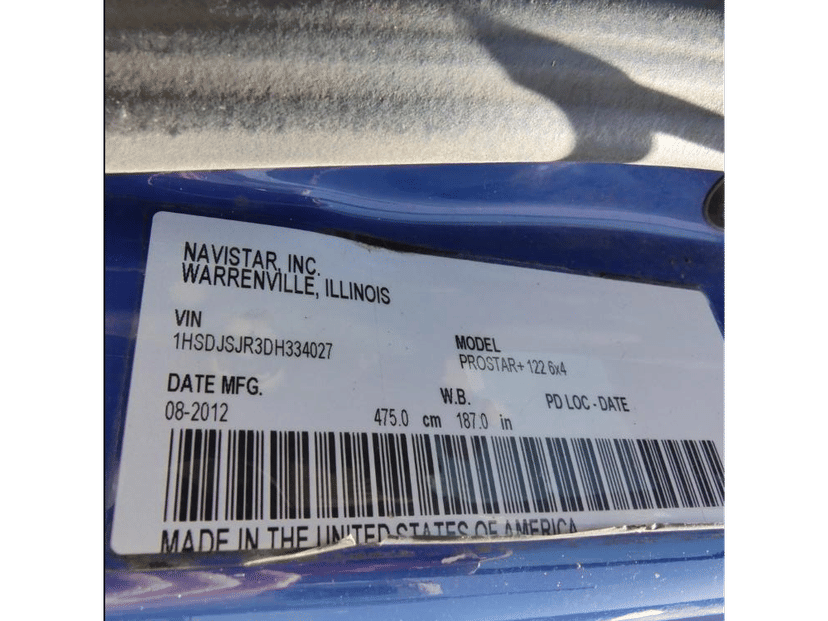 NAVISTAR, INC.
WARRENVILLE, ILLINOIS
VIN
1HSDJSJR3DH334027
MODEL
PROSTAR+ 122 6x4
DATE MFG.
08-2012
W.B.
475.0 cm 187.0 in
PD LOC - DATE
MADE IN THE UNITED STATES OF AMERICA